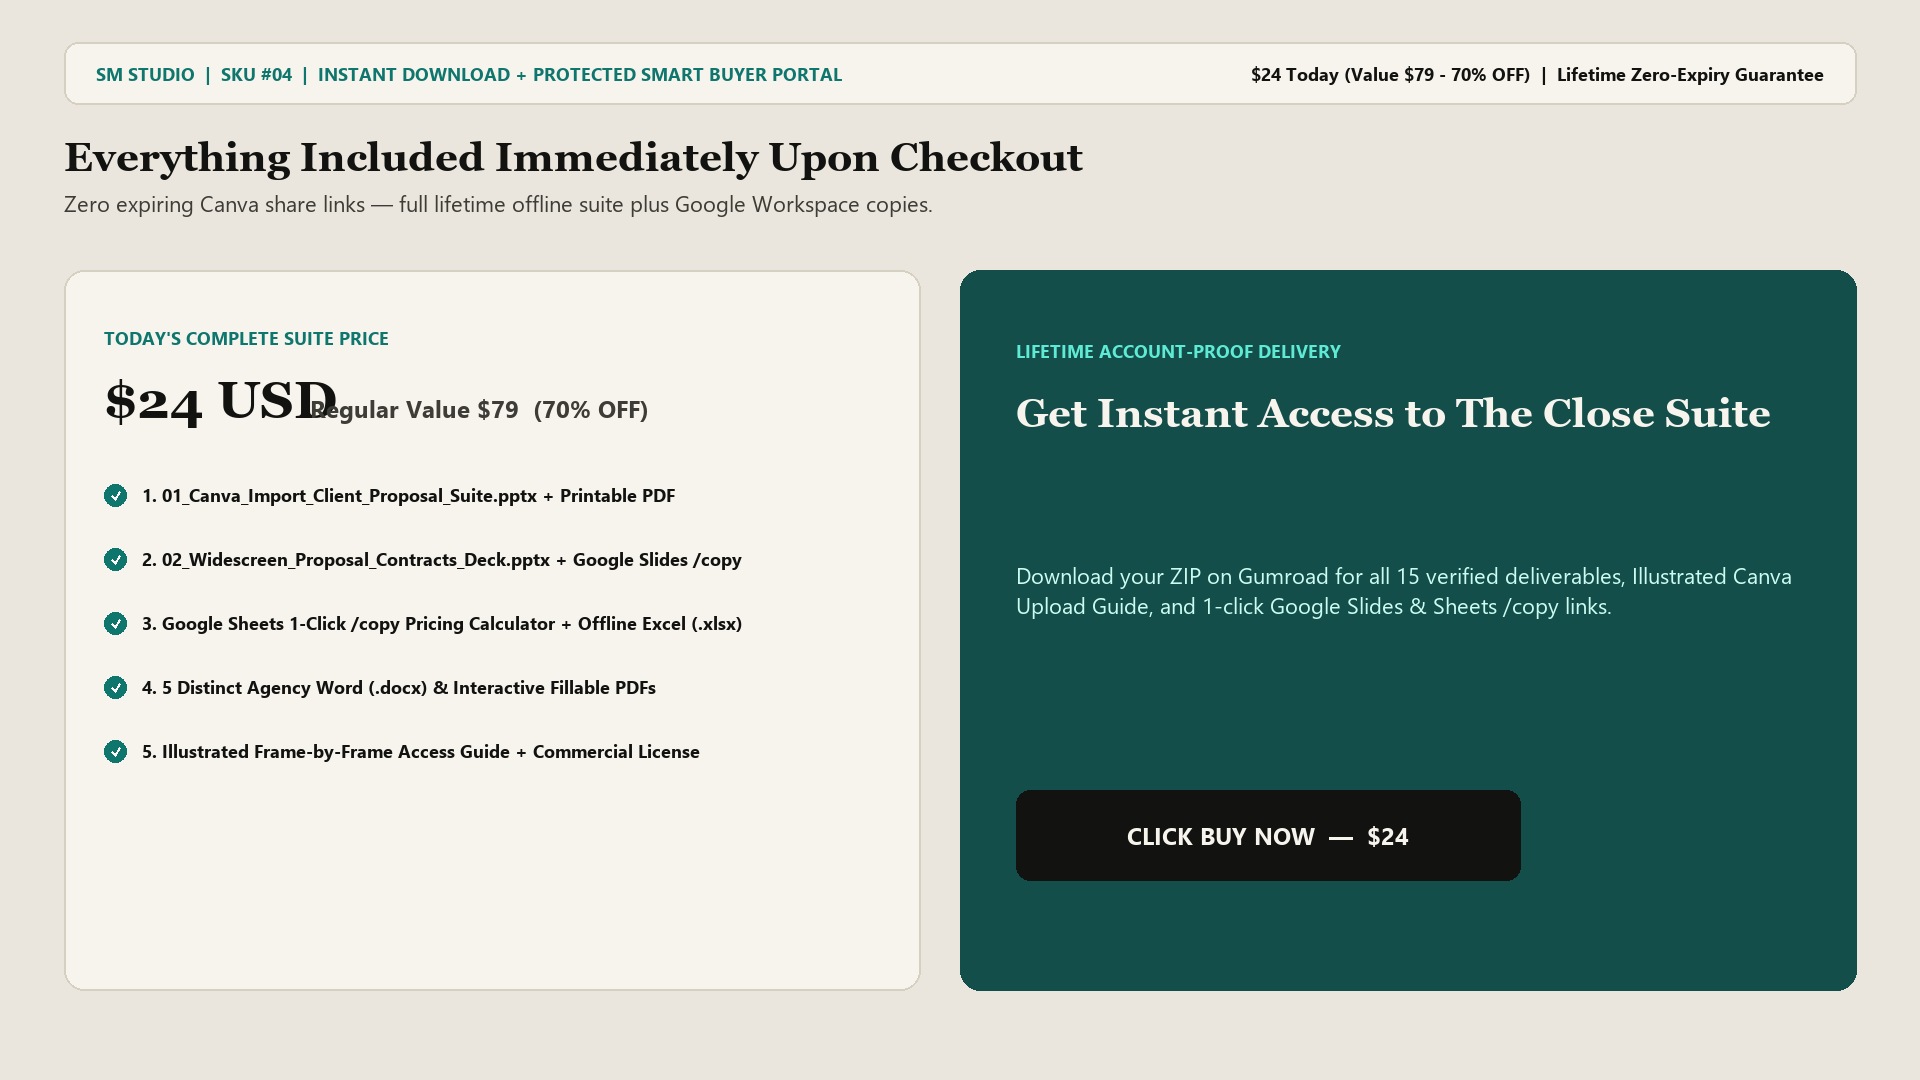 SM STUDIO | SKU #04 | INSTANT DOWNLOAD + PROTECTED SMART BUYER PORTAL
$24 Today (Value $79 - 70% OFF) | Lifetime Zero-Expiry Guarantee
Everything Included Immediately Upon Checkout
Zero expiring Canva share links — full lifetime offline suite plus Google Workspace copies.
TODAY'S COMPLETE SUITE PRICE
$24 USD
Regular Value $79 (70% OFF)
1. 01_Canva_Import_Client_Proposal_Suite.pptx + Printable PDF
2. 02_Widescreen_Proposal_Contracts_Deck.pptx + Google Slides /copy
3. Google Sheets 1-Click /copy Pricing Calculator + Offline Excel (.xlsx)
4. 5 Distinct Agency Word (.docx) & Interactive Fillable PDFs
5. Illustrated Frame-by-Frame Access Guide + Commercial License
LIFETIME ACCOUNT-PROOF DELIVERY
Get Instant Access to The Close Suite
Download your ZIP on Gumroad for all 15 verified deliverables, Illustrated Canva
Upload Guide, and 1-click Google Slides & Sheets /copy links.
CLICK BUY NOW — $24